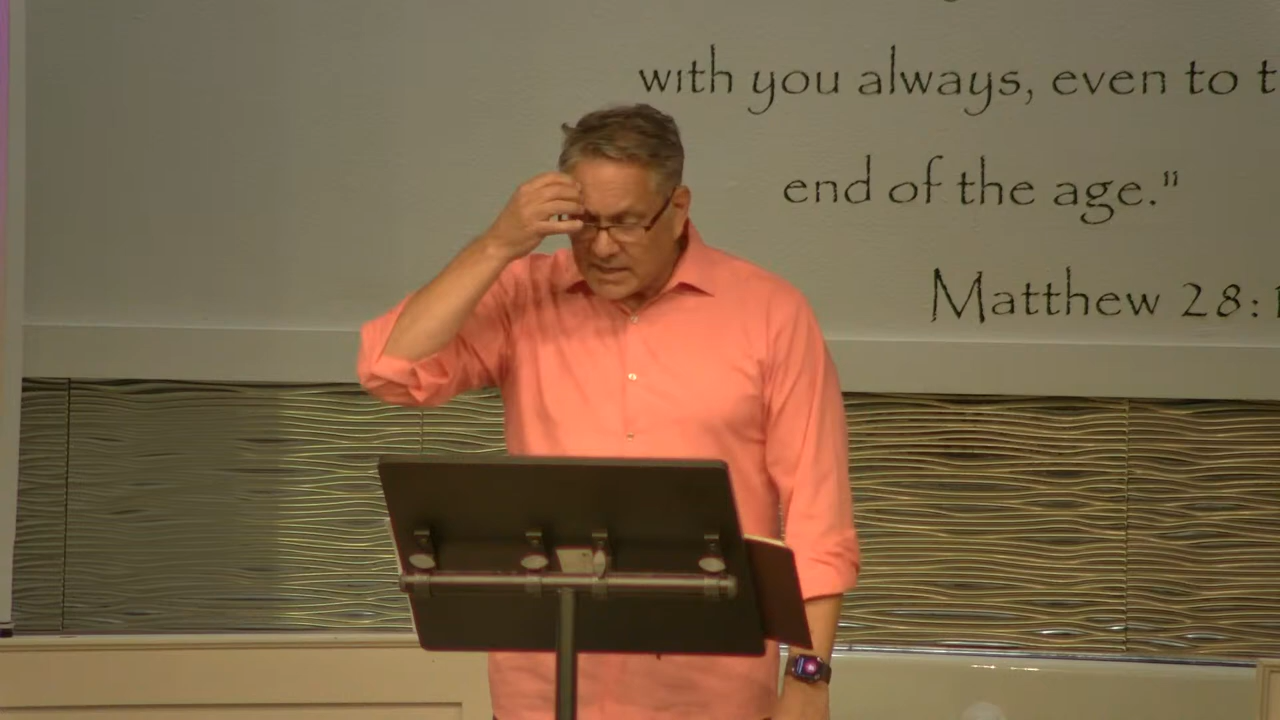 with you always, even to
end of the age."
Matthew 28: